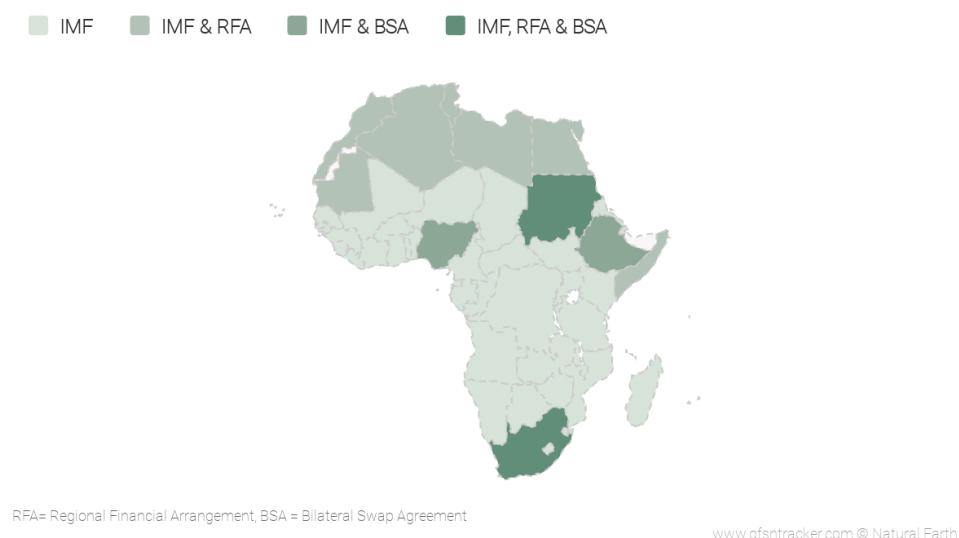 IMF IMF & RFA IMF & BSA IMF, RFA & BSA
RFA= Regional Financial Arrangement, BSA = Bilateral Swap Agreement
www.gfsntracker.com © Natural Earth